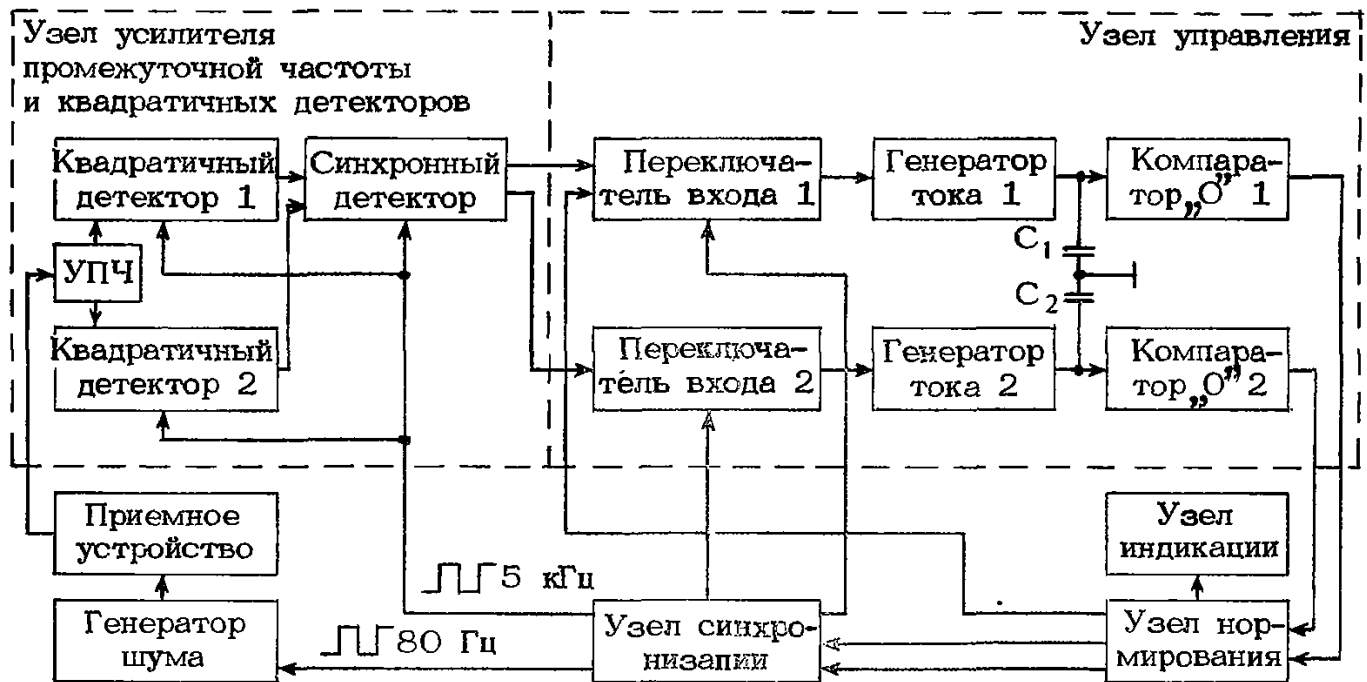 Узел усилителя
промежуточной частоты
и квадратичных детекторов
Узел управления
Квадратичный
детектор 1
Синхронный
детектор
Переключа-
тель входа 1
Генератор
тока 1
Компара-
тор „О” 1
УПЧ
C1
C2
Квадратичный
детектор 2
Переключа-
тель входа 2
Генератор
тока 2
Компара-
тор „О” 2
Приемное
устройство
Узел
индикации
5 кГц
Генератор
шума
80 Гц
Узел синхро-
низапии
Узел нор-
мирования